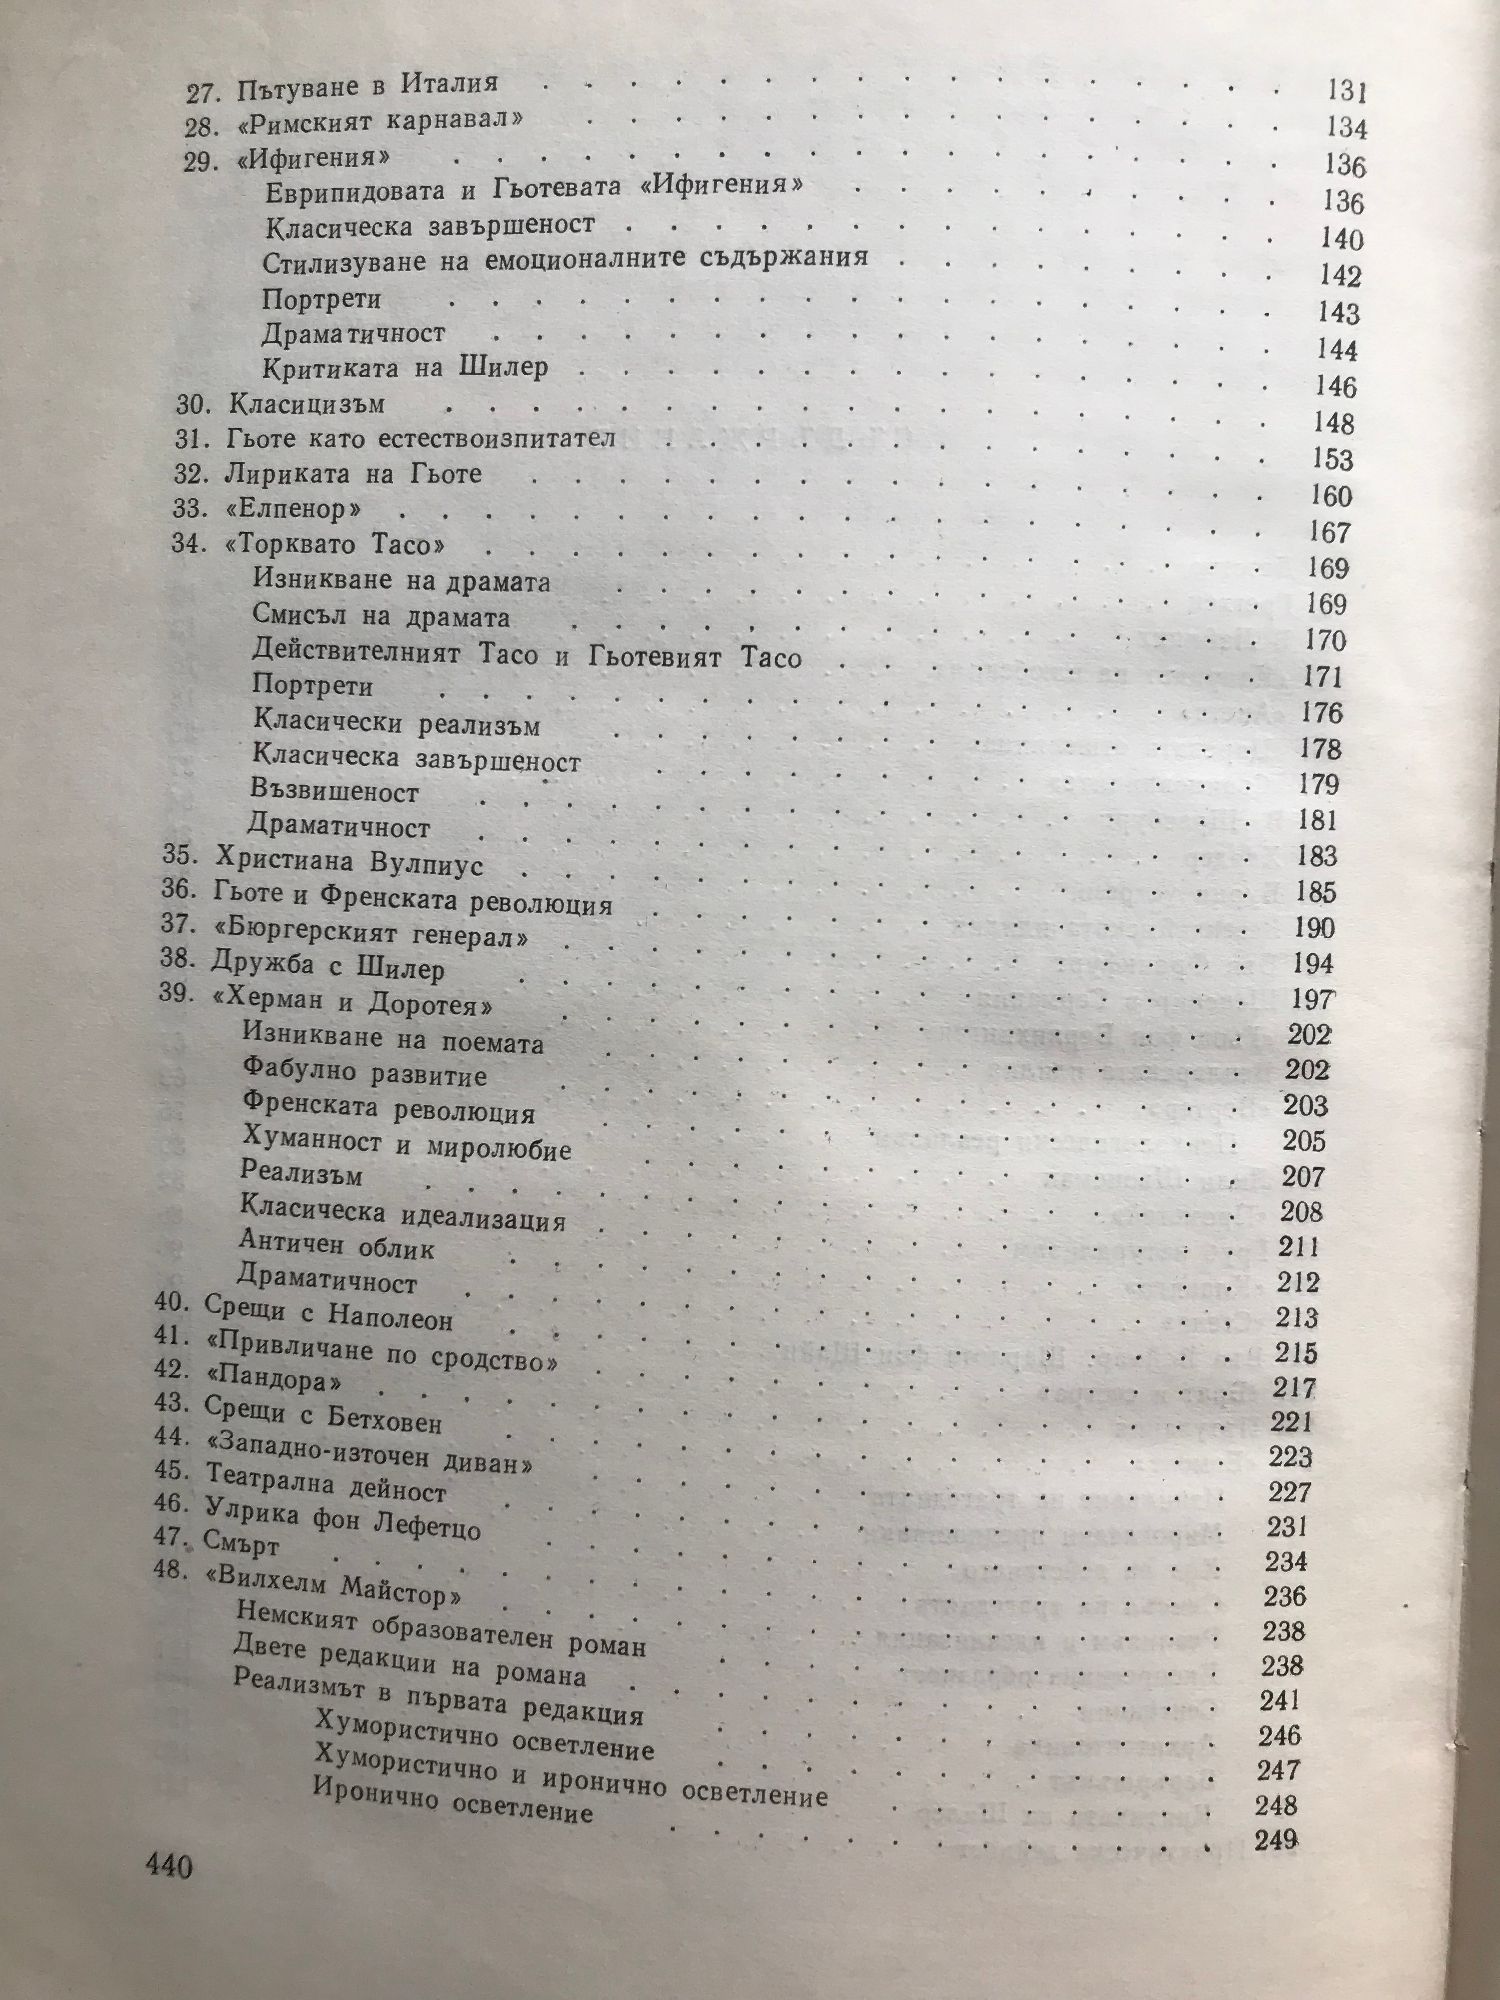 27. Пътуване в Италия . . . . . . . . . . . . . . 131
28. «Римският карнавал» . . . . . . . . . . . . . . 134
29. «Ифигения» . . . . . . . . . . . . . . 136
Еврипидовата и Гьотевата «Ифигения» . . . . . . . . 136
Класическа завършеност . . . . . . . . . . . . 140
Стилизуване на емоционалните съдържания . . . . . . . . 142
Портрети . . . . . . . . . . . . . . 143
Драматичност . . . . . . . . . . . . . . 144
Критиката на Шилер . . . . . . . . . . . . . . 146
30. Класицизъм . . . . . . . . . . . . . . 148
31. Гьоте като естествоизпитател . . . . . . . . . . . . 153
32. Лириката на Гьоте . . . . . . . . . . . . . . 160
33. «Елпенор» . . . . . . . . . . . . . . 167
34. «Торквато Тасо» . . . . . . . . . . . . . . 169
Изникване на драмата . . . . . . . . . . . . 169
Смисъл на драмата . . . . . . . . . . . . 170
Действителният Тасо и Гьотевият Тасо . . . . . . . . 171
Портрети . . . . . . . . . . . . . . 176
Класически реализъм . . . . . . . . . . . . 178
Класическа завършеност . . . . . . . . . . . . 179
Възвишеност . . . . . . . . . . . . . . 181
Драматичност . . . . . . . . . . . . . . 183
35. Христиана Вулпиус . . . . . . . . . . . . . . 185
36. Гьоте и Френската революция . . . . . . . . . . . . 190
37. «Бюргерският генерал» . . . . . . . . . . . . . . 194
38. Дружба с Шилер . . . . . . . . . . . . . . 197
39. «Херман и Доротея» . . . . . . . . . . . . . . 202
Изникване на поемата . . . . . . . . . . . . 202
Фабулно развитие . . . . . . . . . . . . 203
Френската революция . . . . . . . . . . . . 205
Хуманност и миролюбие . . . . . . . . . . . . 207
Реализъм . . . . . . . . . . . . . . 208
Класическа идеализация . . . . . . . . . . . . 211
Античен облик . . . . . . . . . . . . 212
Драматичност . . . . . . . . . . . . . . 213
40. Срещи с Наполеон . . . . . . . . . . . . . . 215
41. «Привличане по сродство» . . . . . . . . . . . . 217
42. «Пандора» . . . . . . . . . . . . . . 221
43. Срещи с Бетховен . . . . . . . . . . . . . . 223
44. «Западно-източен диван» . . . . . . . . . . . . 227
45. Театрална дейност . . . . . . . . . . . . . . 231
46. Улрика фон Лефетцо . . . . . . . . . . . . . . 234
47. Смърт . . . . . . . . . . . . . . 236
48. «Вилхелм Майстор» . . . . . . . . . . . . . . 238
Немският образователен роман . . . . . . . . . . 238
Двете редакции на романа . . . . . . . . . . . . 241
Реализмът в първата редакция . . . . . . . . . . 246
Хумористично осветление . . . . . . . . . . 247
Хумористично и иронично осветление . . . . . . . . 248
Иронично осветление . . . . . . . . . . 249
440